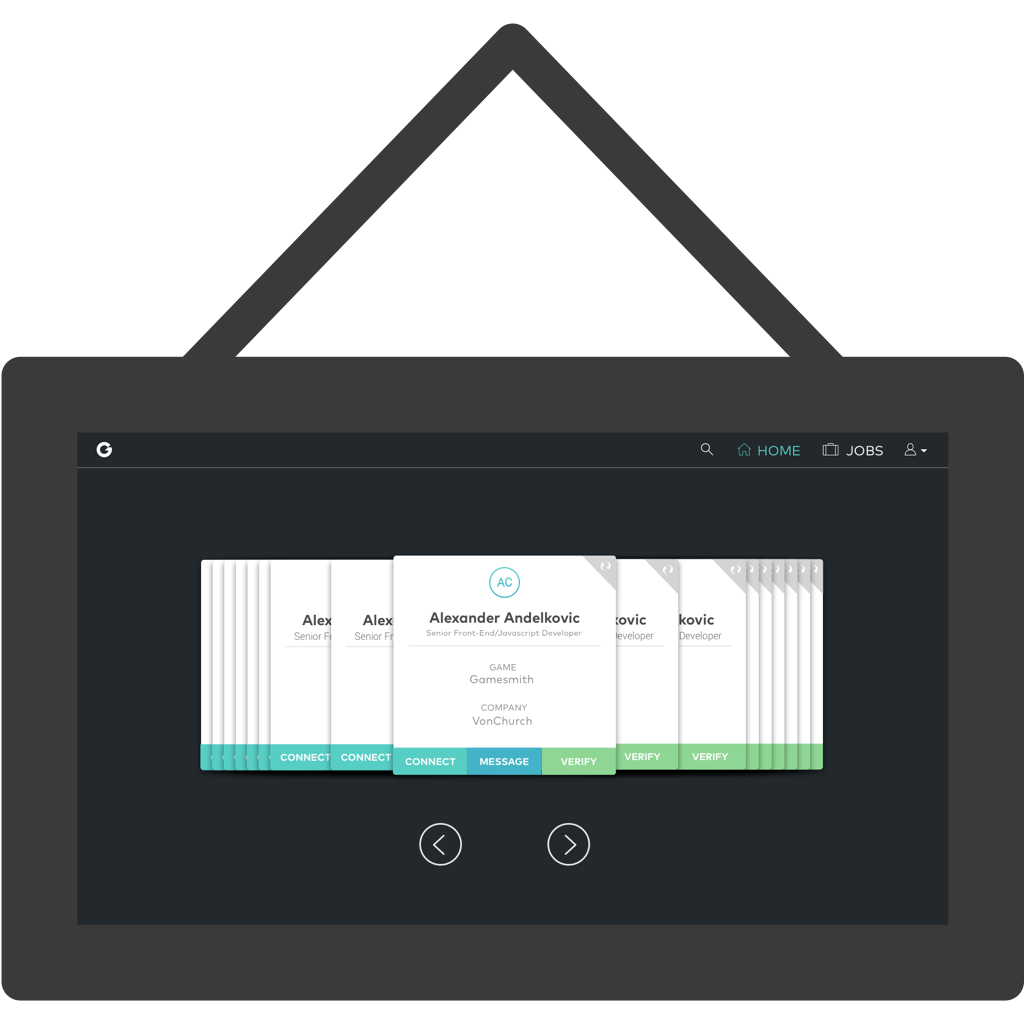 G
HOME
JOBS
AC
Alexander Andelkovic
Senior Front-End/Javascript Developer
GAME
Gamesmith
COMPANY
VonChurch
CONNECT MESSAGE VERIFY
Alex
Senior Fr
CONNECT
Alex
Senior Fr
CONNECT
kovic
Developer
VERIFY
kovic
Developer
VERIFY